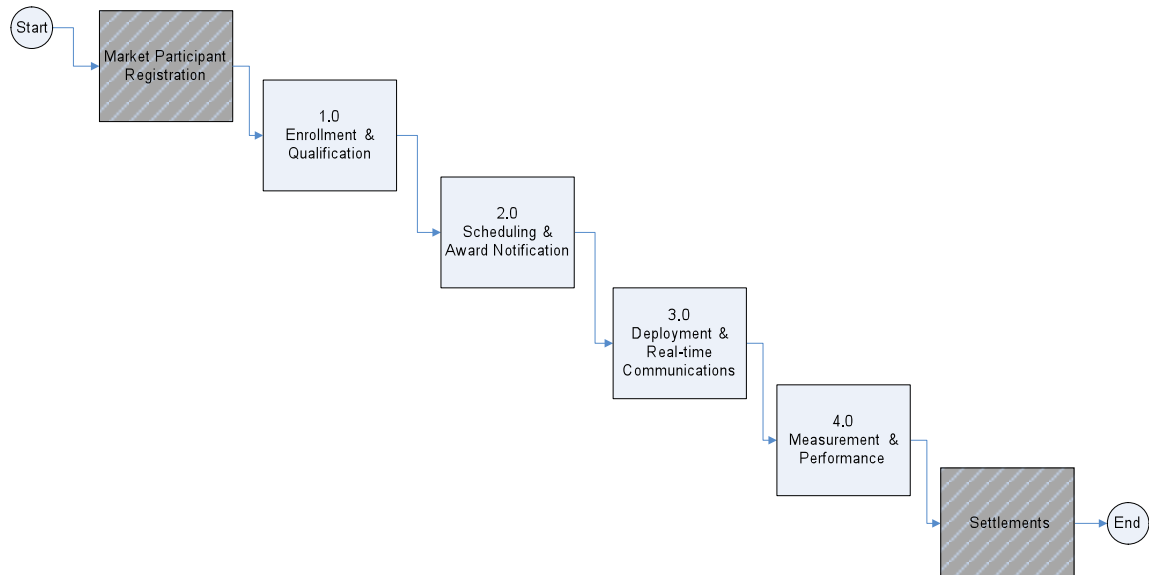 Start
Market Participant
Registration
1.0
Enrollment &
Qualification
2.0
Scheduling &
Award Notification
3.0
Deployment &
Real-time
Communications
4.0
Measurement &
Performance
Settlements
End